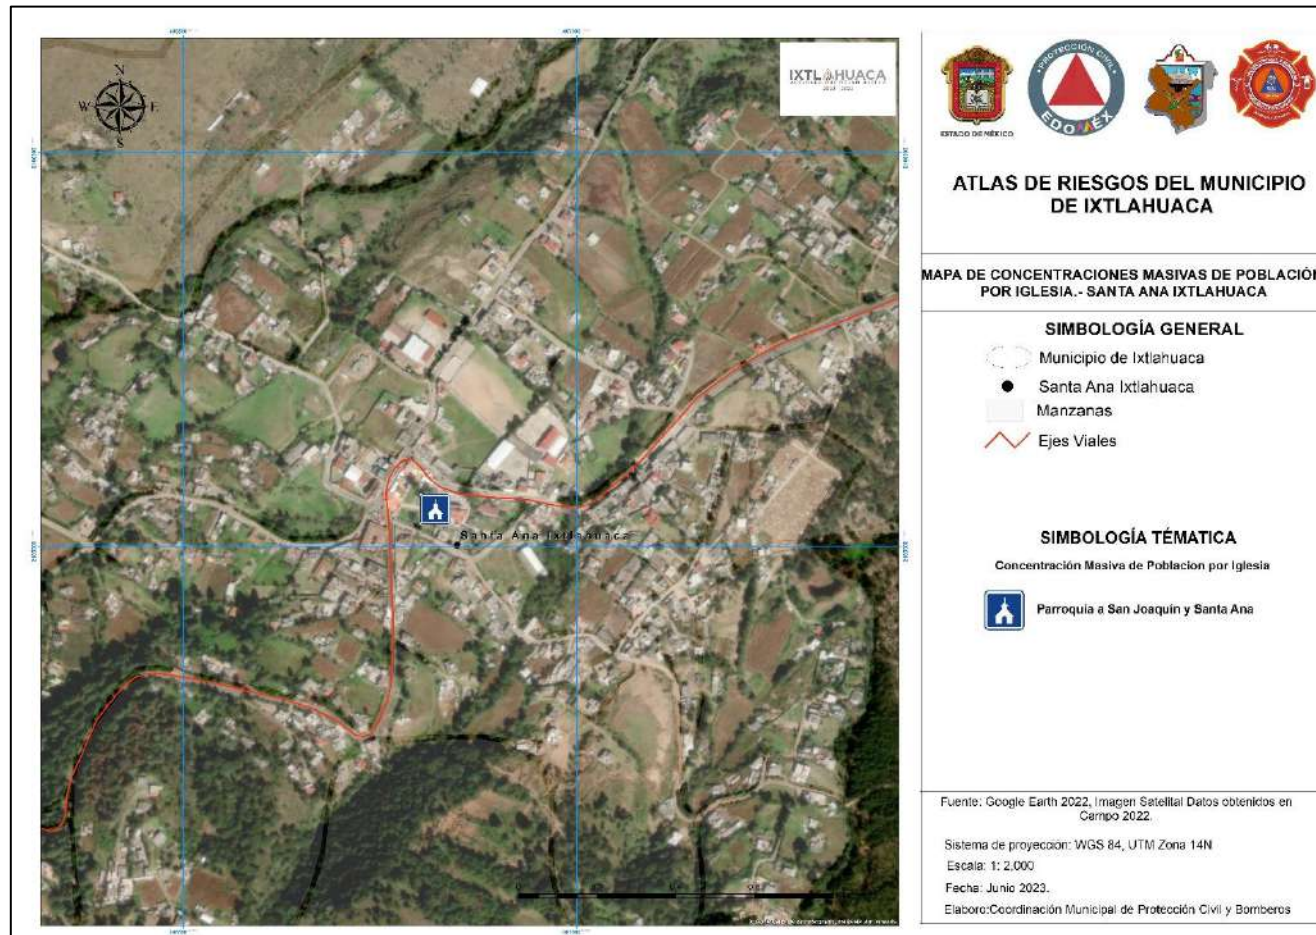 N
W E
S
IXTLAHUACA
Santa Ana Ixtlahuaca
ESTADO DE MÉXICO
PROTECCIÓN CIVIL
EDOMÉX
ATLAS DE RIESGOS DEL MUNICIPIO
DE IXTLAHUACA
MAPA DE CONCENTRACIONES MASIVAS DE POBLACIÓN
POR IGLESIA.- SANTA ANA IXTLAHUACA
SIMBOLOGÍA GENERAL
Municipio de Ixtlahuaca
Santa Ana Ixtlahuaca
Manzanas
Ejes Viales
SIMBOLOGÍA TÉMATICA
Concentración Masiva de Poblacion por Iglesia
Parroquia a San Joaquín y Santa Ana
Fuente: Google Earth 2022, Imagen Satelital Datos obtenidos en
Campo 2022.
Sistema de proyección: WGS 84, UTM Zona 14N
Escala: 1: 2,000
Fecha: Junio 2023.
Elaboro:Coordinación Municipal de Protección Civil y Bomberos